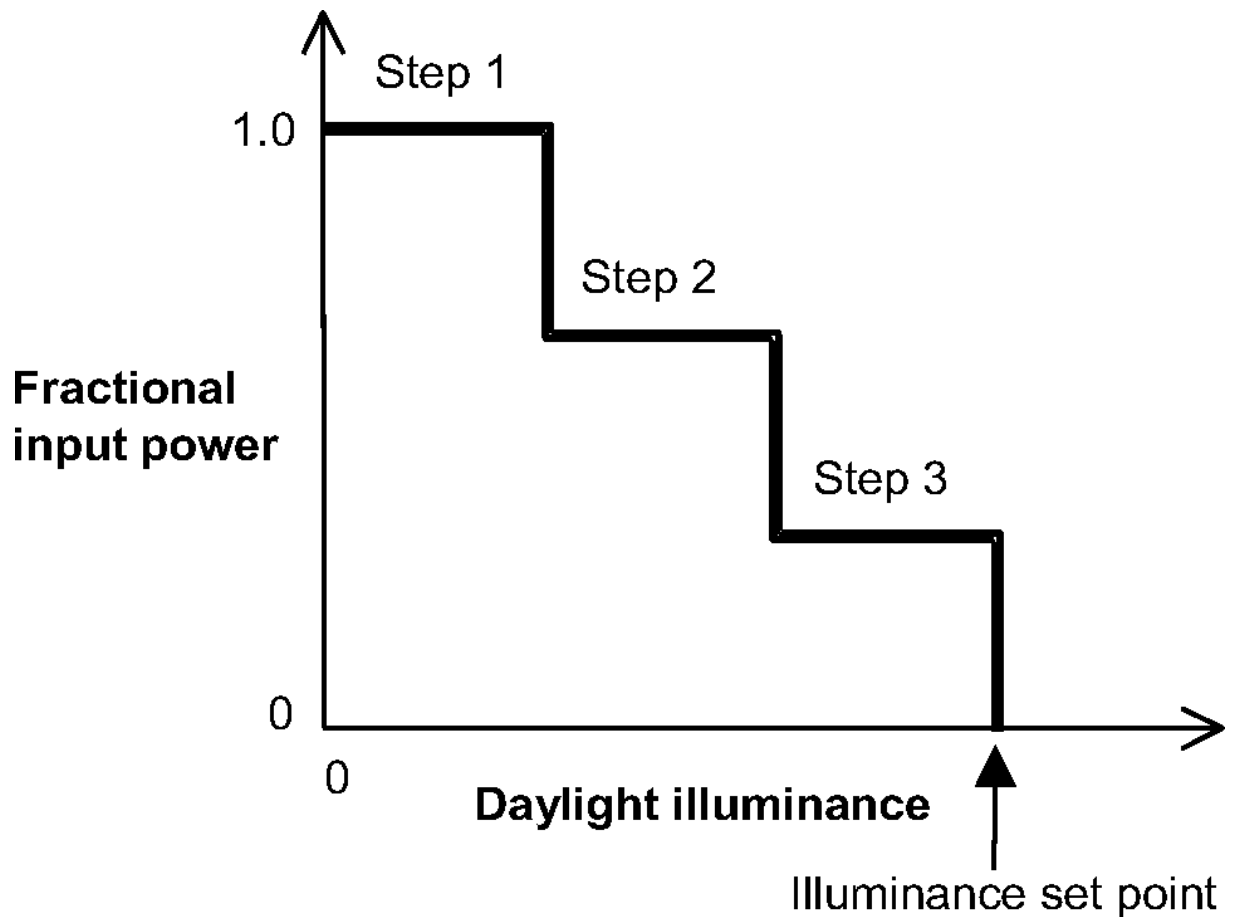 Step 1
1.0
Step 2
Fractional
input power
Step 3
0
0
Daylight illuminance
Illuminance set point